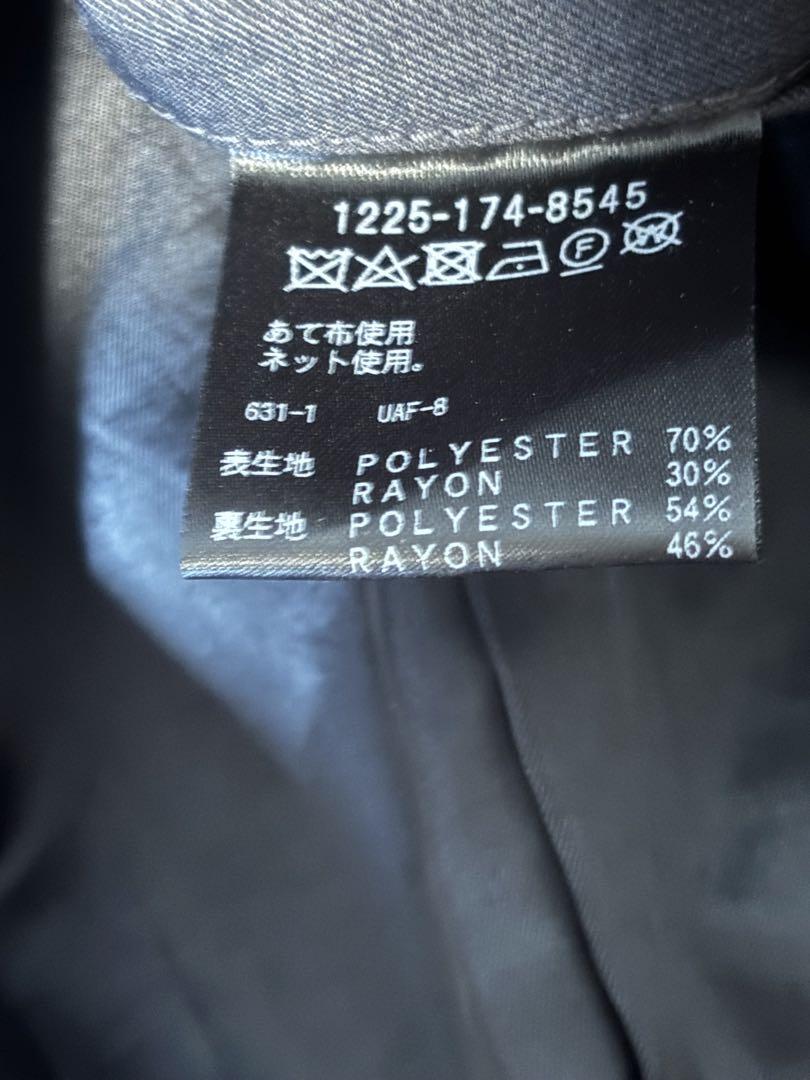 1225-174-8545
F W
あて布使用
ネット使用。
631-1 UAF-8
表生地 POLYESTER 70%
RAYON 30%
裏生地 POLYESTER 54%
RAYON 46%